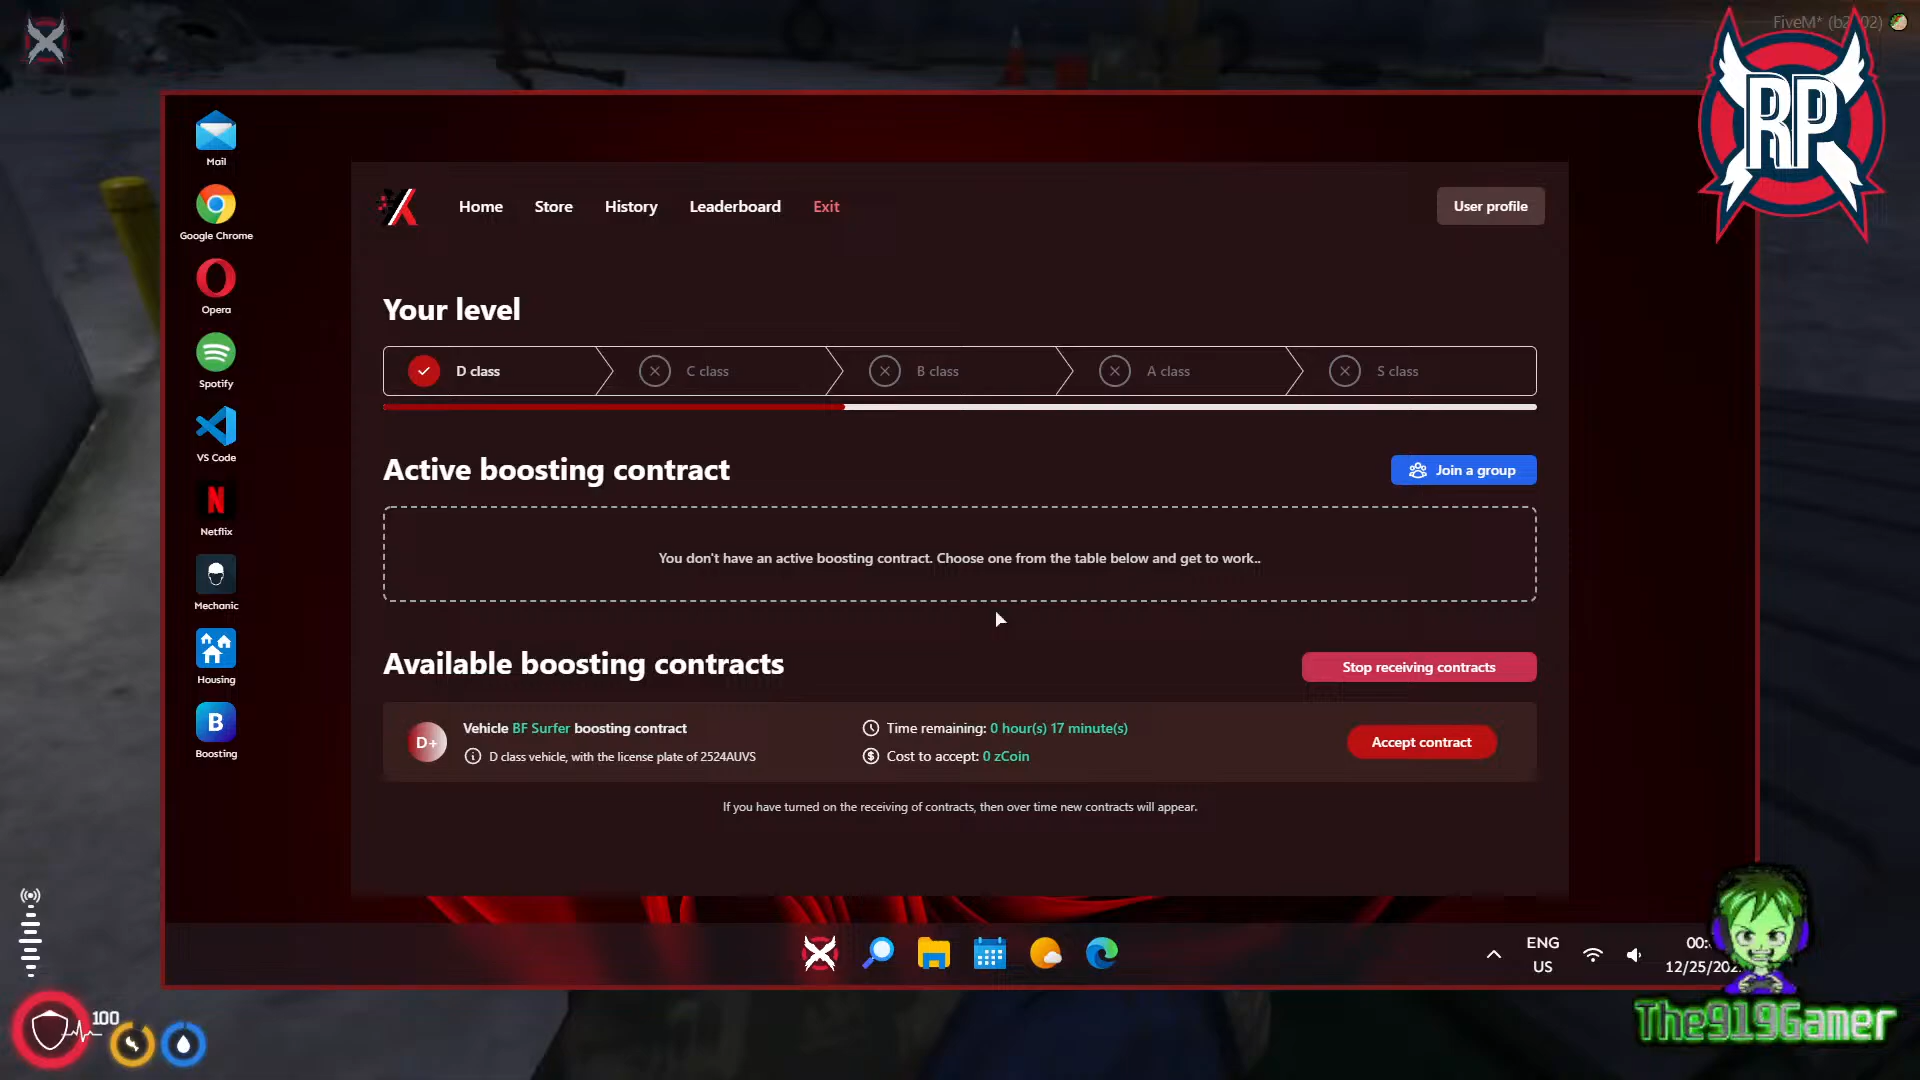 FiveM*
RP
Mail
Google Chrome
Opera
Spotify
VS Code
Netflix
Mechanic
Housing
B
Boosting
Home
Store
History
Leaderboard
Exit
User profile
Your level
D class
C class
B class
A class
S class
Active boosting contract
Join a group
You don't have an active boosting contract. Choose one from the table below and get to work..
Available boosting contracts
Stop receiving contracts
D+
Vehicle BF Surfer boosting contract
D class vehicle, with the license plate of 2524AUVS
Time remaining: 0 hour(s) 17 minute(s)
Cost to accept: 0 zCoin
Accept contract
If you have turned on the receiving of contracts, then over time new contracts will appear.
ENG
US
00:
12/25/202
100
The919Gamer